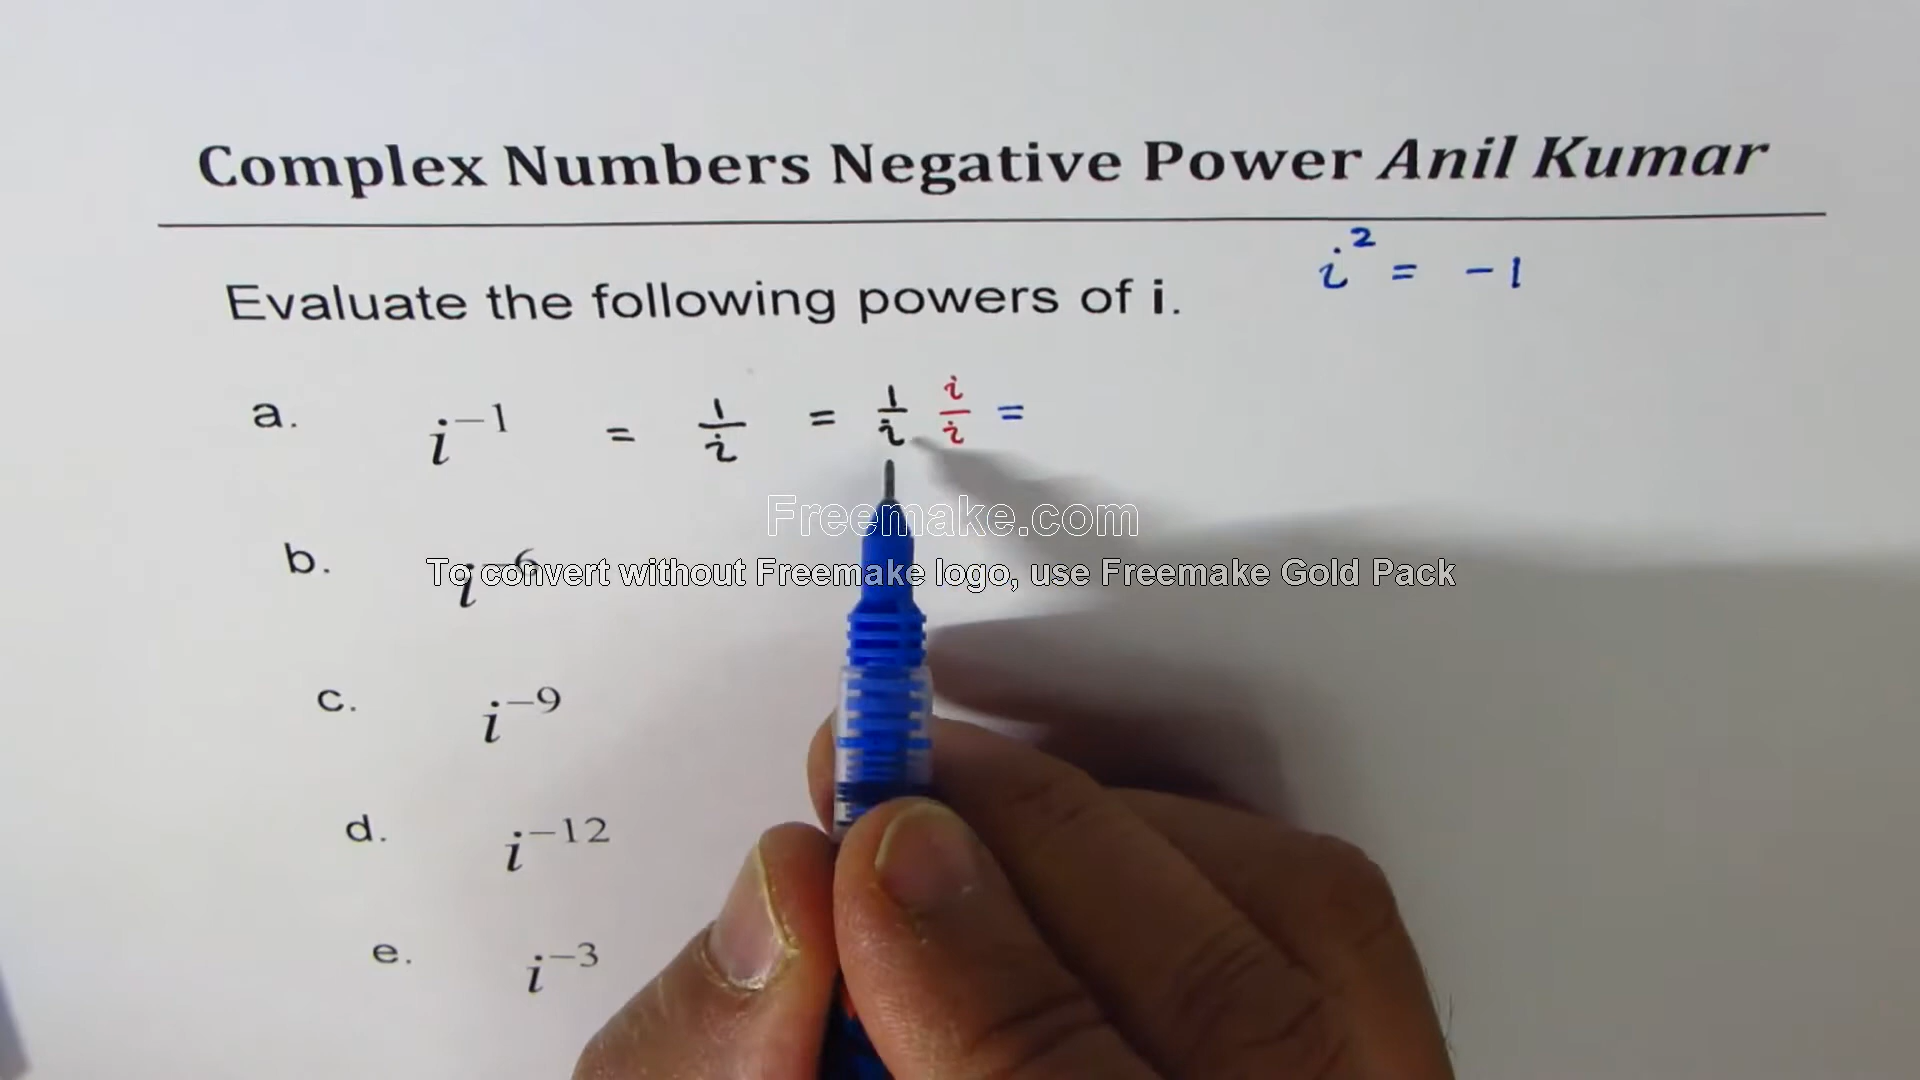 Complex Numbers Negative Power Anil Kumar
i² = -1
Evaluate the following powers of i.
a. i⁻¹ = 1/i = 1/i i/i =
Freemake.com
To convert without Freemake logo, use Freemake Gold Pack
b. i⁻⁶
c. i⁻⁹
d. i⁻¹²
e. i⁻³